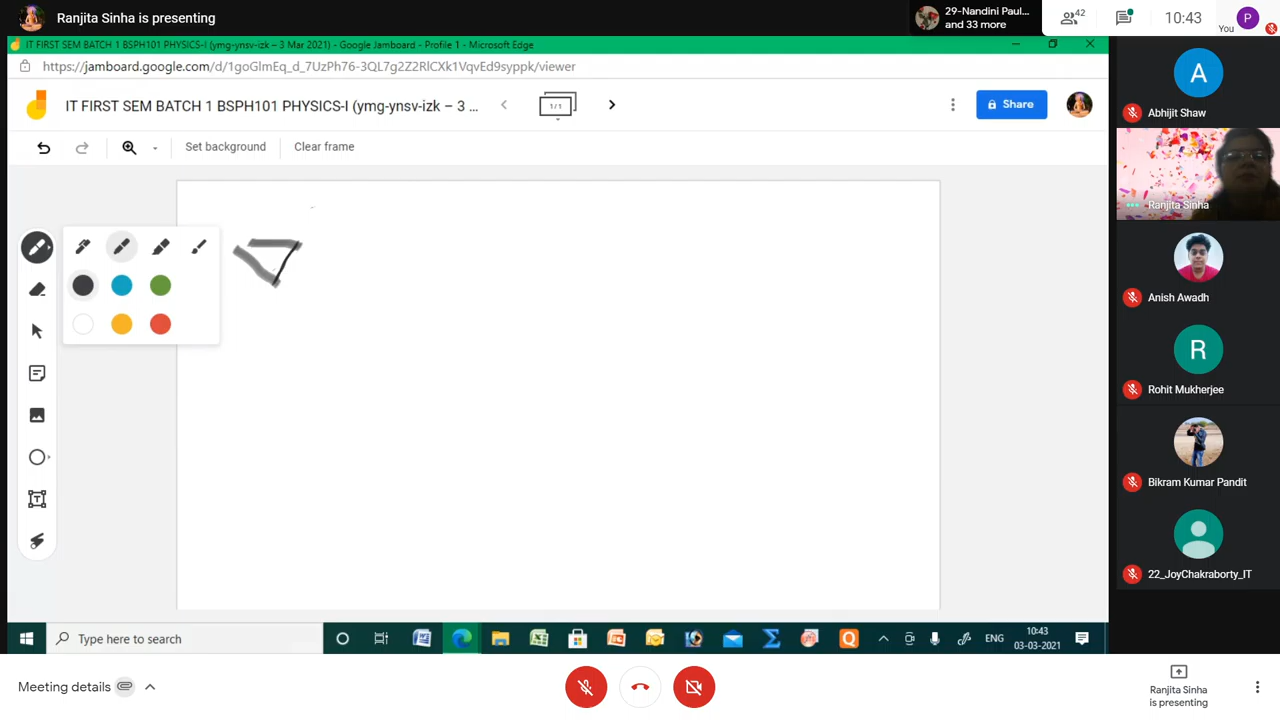 Ranjita Sinha is presenting
29-Nandini Paul...
and 33 more
42
10:43
You
P
IT FIRST SEM BATCH 1 BSPH101 PHYSICS-I (ymg-ynsv-izk – 3 Mar 2021) - Google Jamboard - Profile 1 - Microsoft Edge
https://jamboard.google.com/d/1goGlmEq_d_7UzPh76-3QL7g2Z2RlCXk1VqvEd9syppk/viewer
IT FIRST SEM BATCH 1 BSPH101 PHYSICS-I (ymg-ynsv-izk – 3 ...
1/1
Share
Set background
Clear frame
A
Abhijit Shaw
Ranjita Sinha
Anish Awadh
R
Rohit Mukherjee
Bikram Kumar Pandit
22_JoyChakraborty_IT
Type here to search
ENG
10:43
03-03-2021
Meeting details
Ranjita Sinha
is presenting